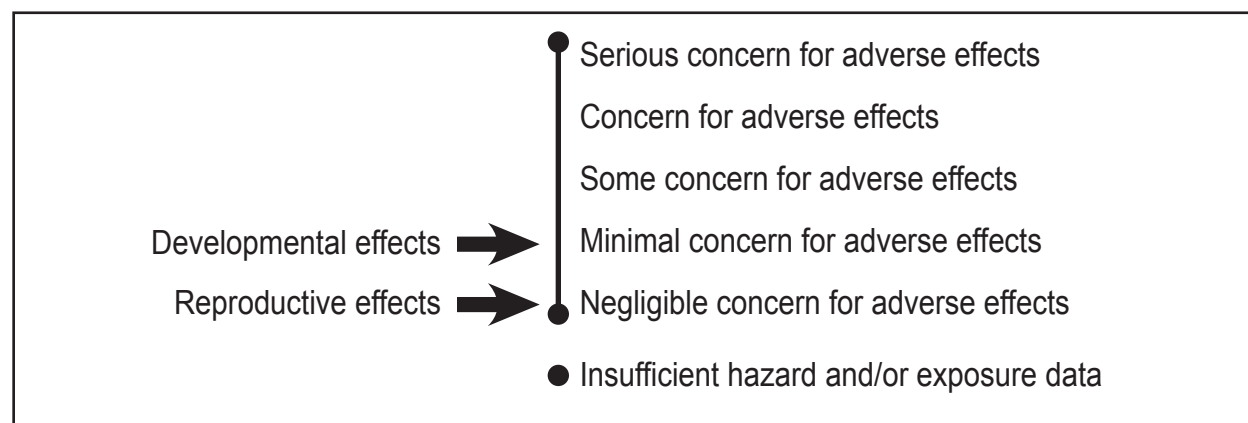 Serious concern for adverse effects
Concern for adverse effects
Some concern for adverse effects
Developmental effects Minimal concern for adverse effects
Reproductive effects Negligible concern for adverse effects
Insufficient hazard and/or exposure data